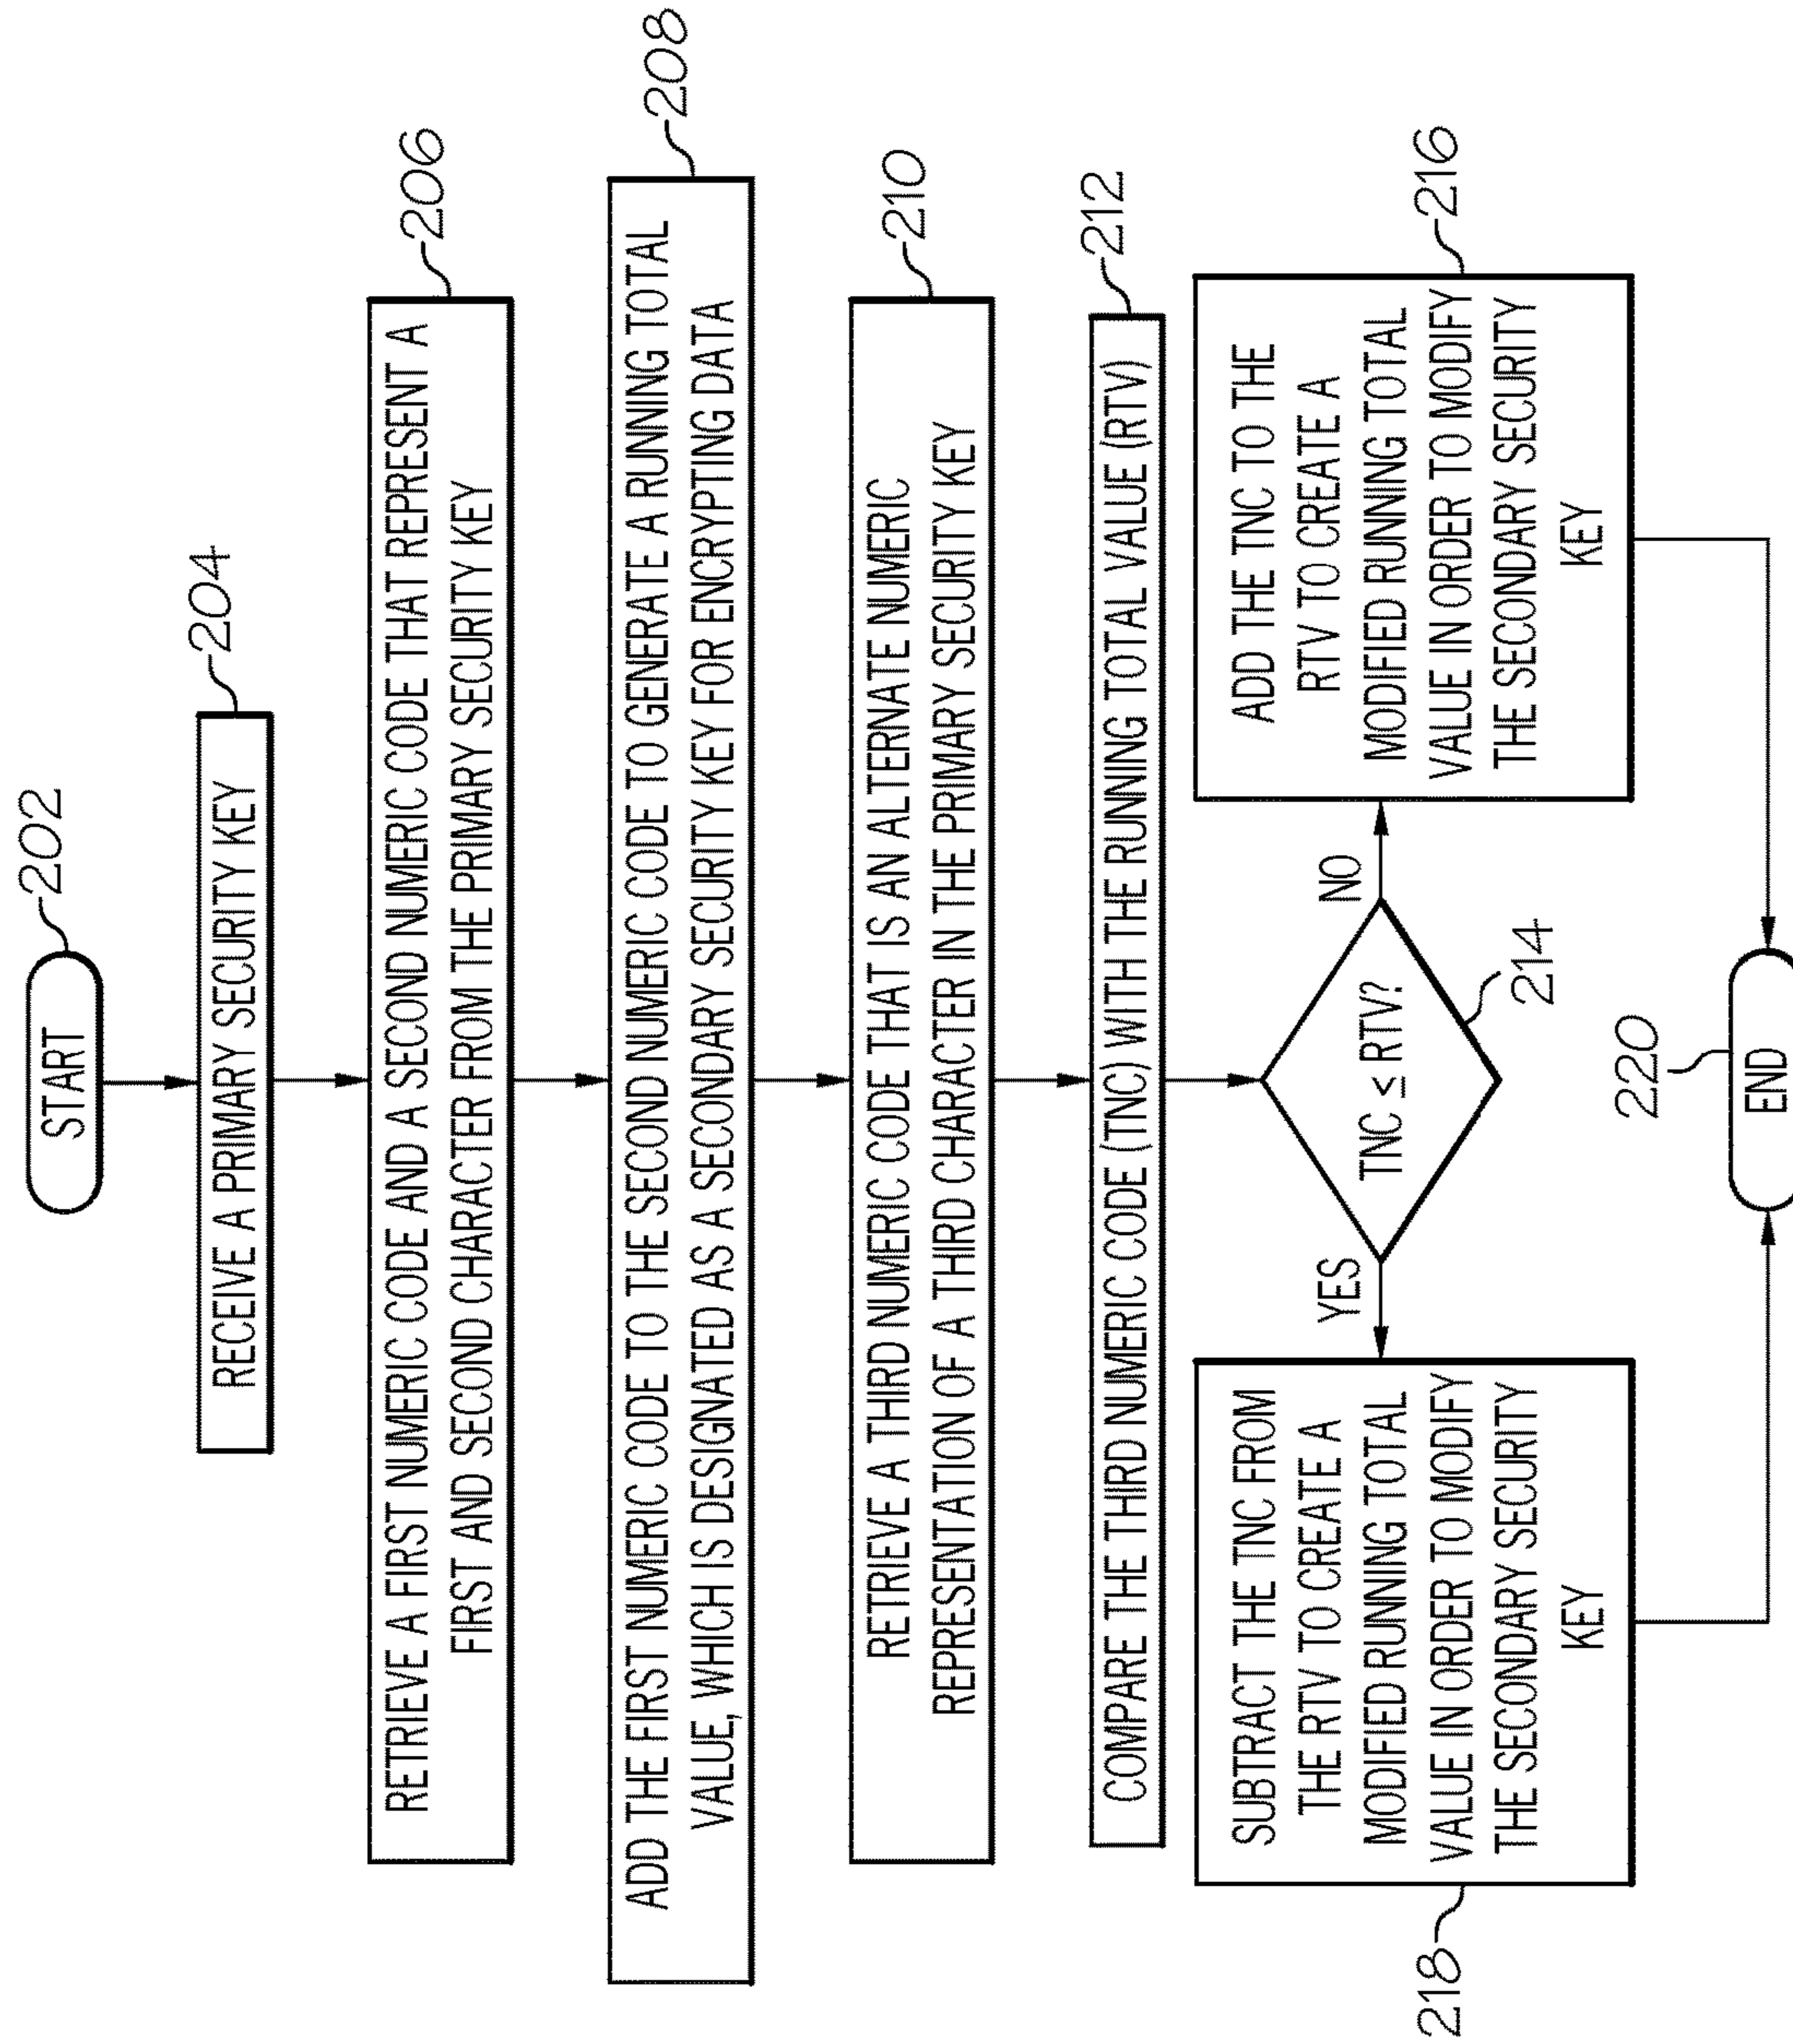 202
START
204
RECEIVE A PRIMARY SECURITY KEY
206
RETRIEVE A FIRST NUMERIC CODE AND A SECOND NUMERIC CODE THAT REPRESENT A
FIRST AND SECOND CHARACTER FROM THE PRIMARY SECURITY KEY
208
ADD THE FIRST NUMERIC CODE TO THE SECOND NUMERIC CODE TO GENERATE A RUNNING TOTAL
VALUE, WHICH IS DESIGNATED AS A SECONDARY SECURITY KEY FOR ENCRYPTING DATA
210
RETRIEVE A THIRD NUMERIC CODE THAT IS AN ALTERNATE NUMERIC
REPRESENTATION OF A THIRD CHARACTER IN THE PRIMARY SECURITY KEY
212
COMPARE THE THIRD NUMERIC CODE (TNC) WITH THE RUNNING TOTAL VALUE (RTV)
TNC ≤ RTV?
214
YES
NO
218
SUBTRACT THE TNC FROM
THE RTV TO CREATE A
MODIFIED RUNNING TOTAL
VALUE IN ORDER TO MODIFY
THE SECONDARY SECURITY
KEY
216
ADD THE TNC TO THE
RTV TO CREATE A
MODIFIED RUNNING TOTAL
VALUE IN ORDER TO MODIFY
THE SECONDARY SECURITY
KEY
220
END